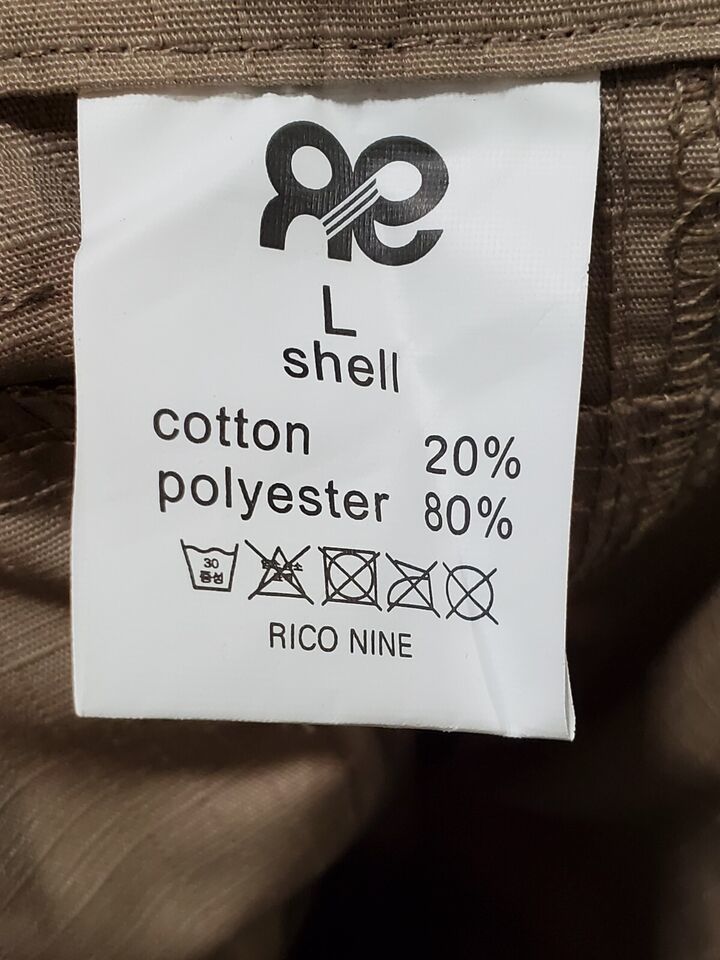 L
shell
cotton 20%
polyester 80%
30
중성
RICO NINE